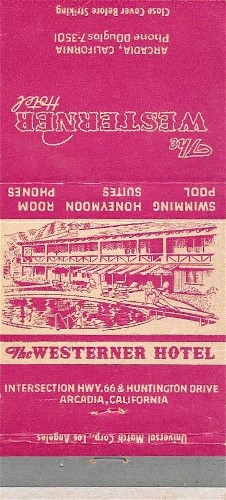 Close Cover Before Striking
ARCADIA, CALIFORNIA
Phone DOuglas 7-3501
The
WESTERNER
Hotel
SWIMMING HONEYMOON ROOM
POOL SUITES PHONES
The WESTERNER HOTEL
INTERSECTION HWY. 66 & HUNTINGTON DRIVE
ARCADIA, CALIFORNIA
Universal Match Corp., Los Angeles